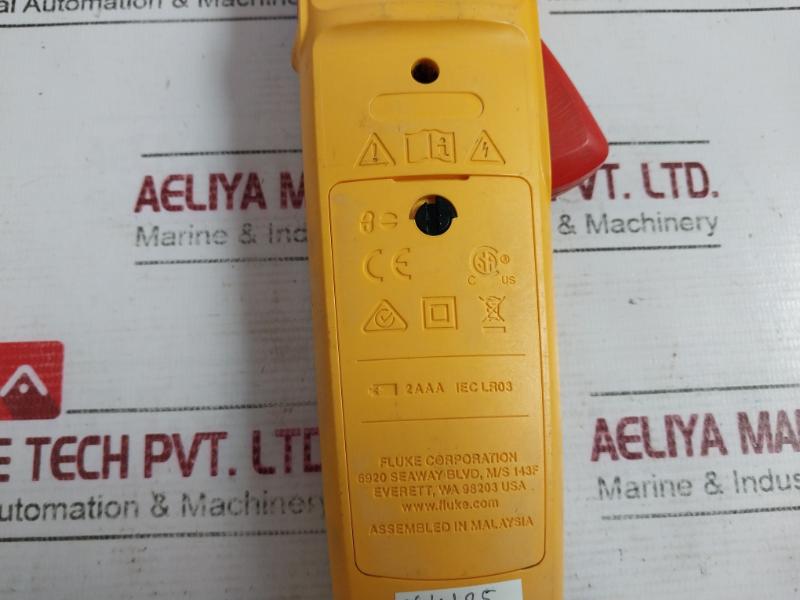 al Automation & Machine
AELIYA MA
VT. LTD.
Marine & Ind
& Machinery
C US
2AAA IEC LR03
FLUKE CORPORATION
6920 SEAWAY BLVD, M/S 143F
EVERETT, WA 98203 USA
www.fluke.com
ASSEMBLED IN MALAYSIA
E TECH PVT. LTD
utomation & Machinery
AELIYA MA
Marine & Indus